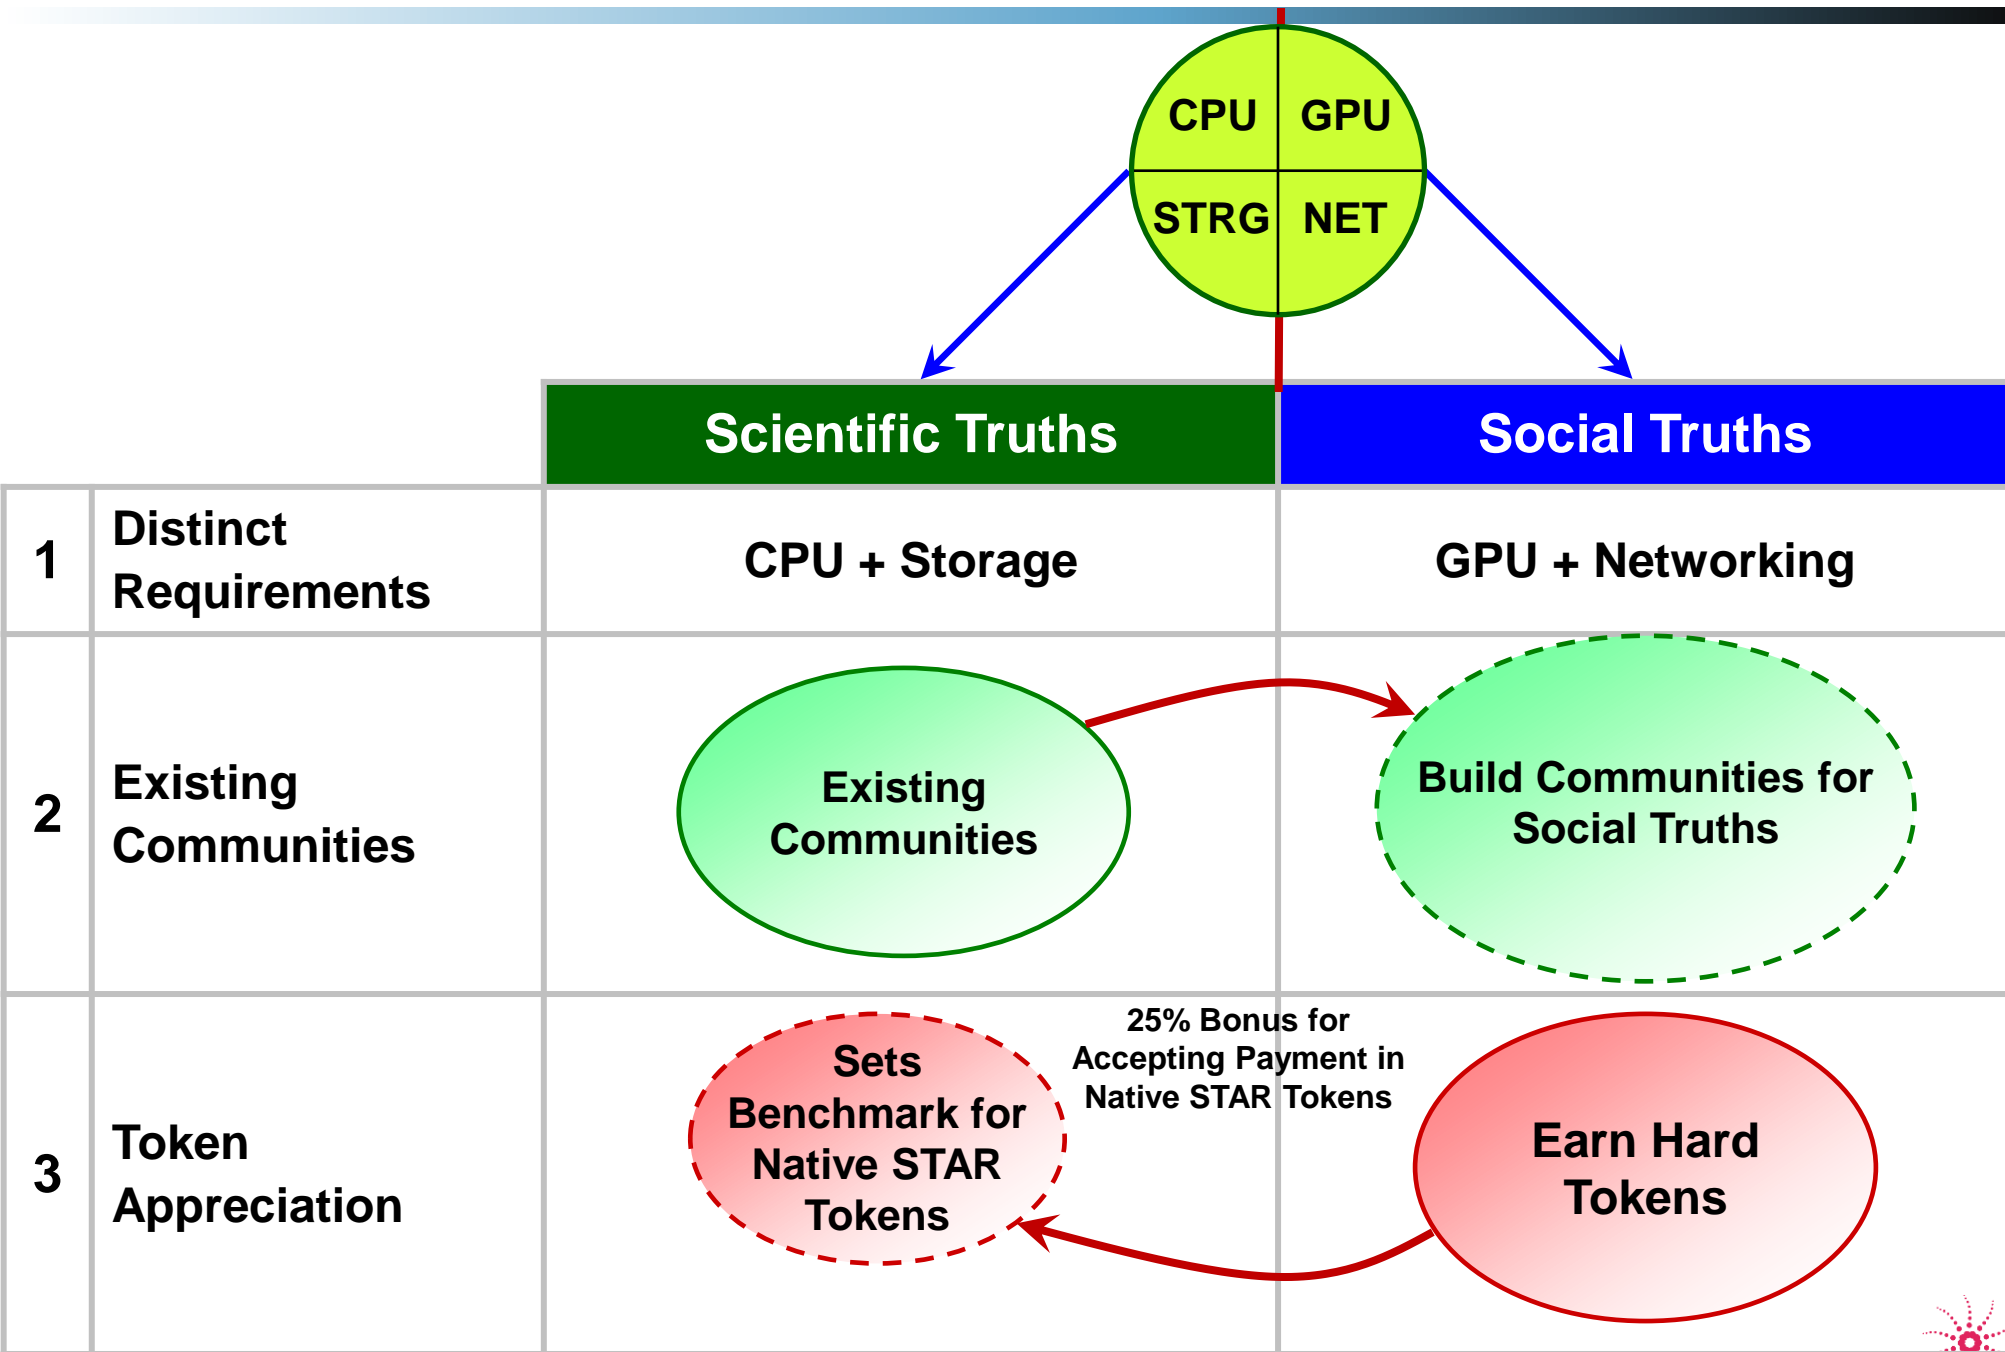 CPU GPU
STRG NET
Scientific Truths
Social Truths
1
Distinct
Requirements
CPU + Storage
GPU + Networking
2
Existing
Communities
Existing
Communities
Build Communities for
Social Truths
3
Token
Appreciation
Sets
Benchmark for
Native STAR
Tokens
25% Bonus for
Accepting Payment in
Native STAR Tokens
Earn Hard
Tokens